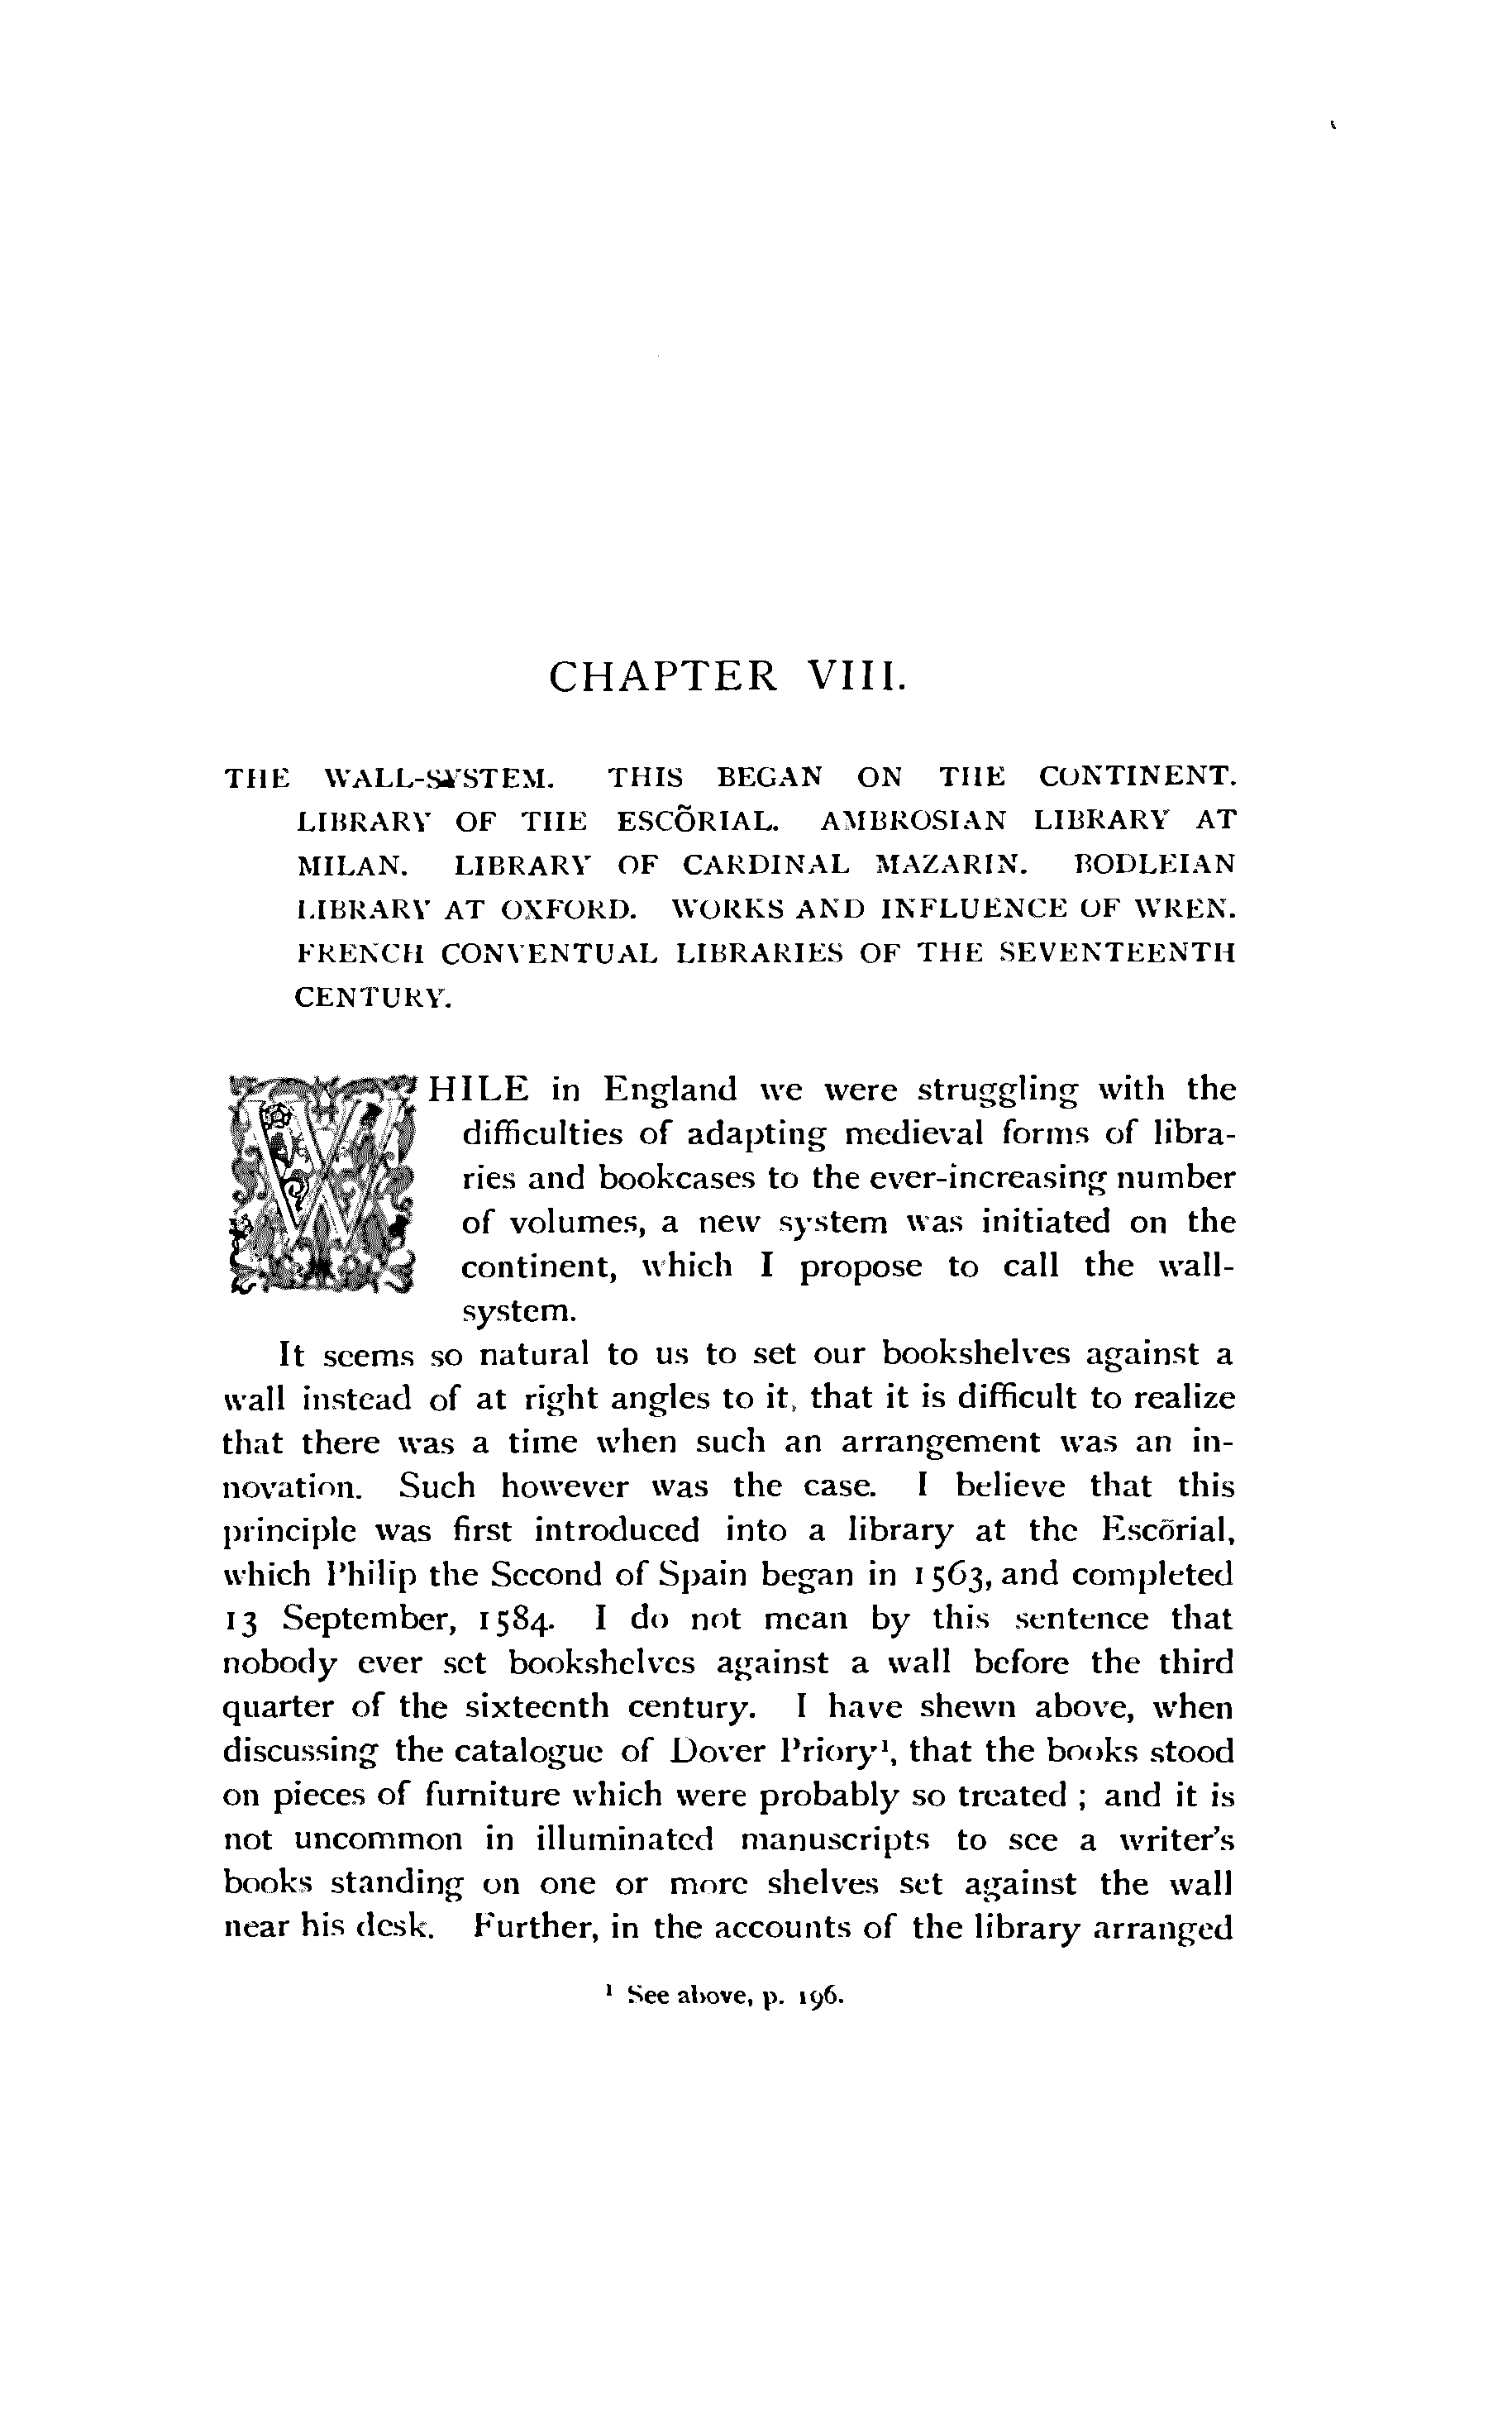 CHAPTER VIII.
THE WALL-SYSTEM. THIS BEGAN ON THE CONTINENT.
LIBRARY OF THE ESCÕRIAL. AMBROSIAN LIBRARY AT
MILAN. LIBRARY OF CARDINAL MAZARIN. BODLEIAN
LIBRARY AT OXFORD. WORKS AND INFLUENCE OF WREN.
FRENCH CONVENTUAL LIBRARIES OF THE SEVENTEENTH
CENTURY.
WHILE in England we were struggling with the
difficulties of adapting medieval forms of libra-
ries and bookcases to the ever-increasing number
of volumes, a new system was initiated on the
continent, which I propose to call the wall-
system.
It seems so natural to us to set our bookshelves against a
wall instead of at right angles to it, that it is difficult to realize
that there was a time when such an arrangement was an in-
novation. Such however was the case. I believe that this
principle was first introduced into a library at the Escõrial,
which Philip the Second of Spain began in 1563, and completed
13 September, 1584. I do not mean by this sentence that
nobody ever set bookshelves against a wall before the third
quarter of the sixteenth century. I have shewn above, when
discussing the catalogue of Dover Priory¹, that the books stood
on pieces of furniture which were probably so treated ; and it is
not uncommon in illuminated manuscripts to see a writer's
books standing on one or more shelves set against the wall
near his desk. Further, in the accounts of the library arranged
¹ See above, p. 196.